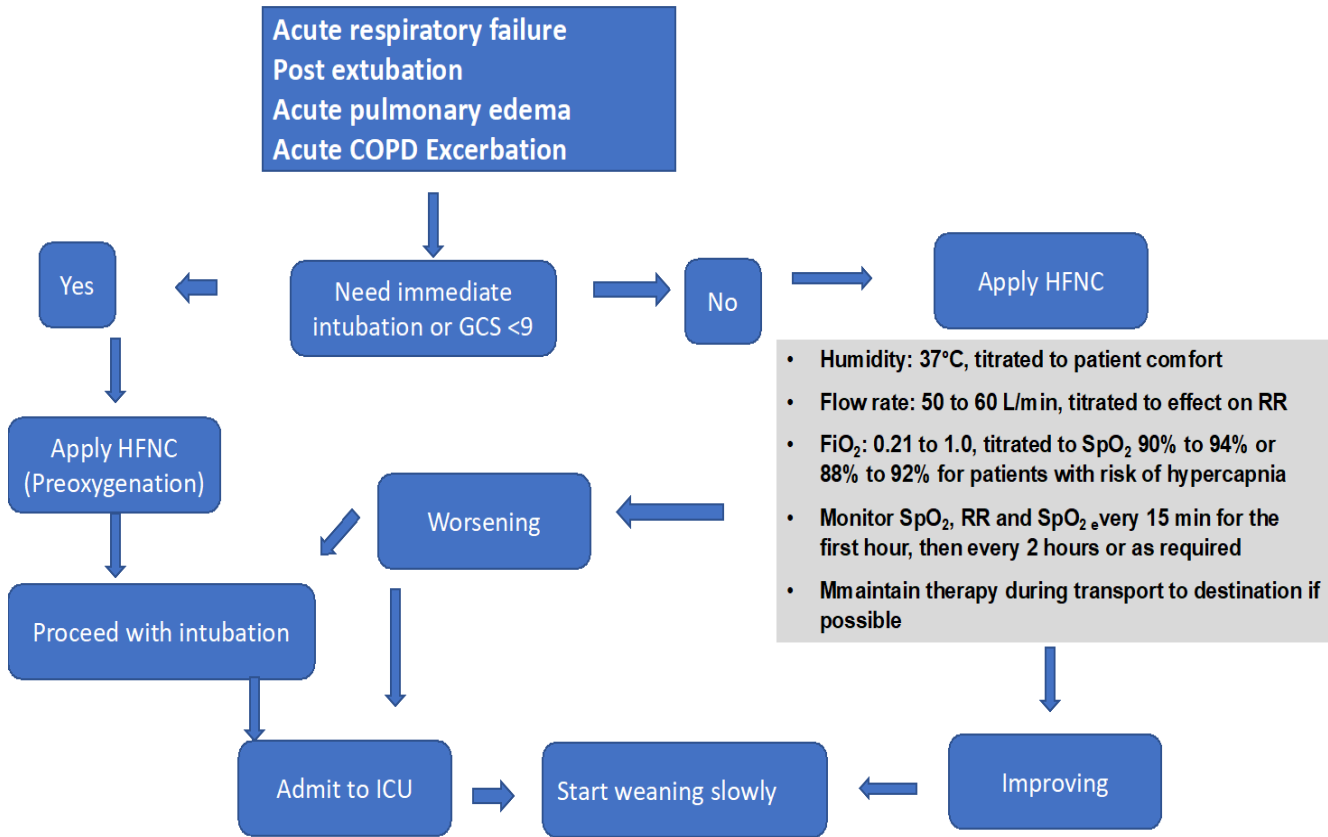 Acute respiratory failure
Post extubation
Acute pulmonary edema
Acute COPD Excerbation
Yes
Need immediate
intubation or GCS <9
No
Apply HFNC
• Humidity: 37°C, titrated to patient comfort
• Flow rate: 50 to 60 L/min, titrated to effect on RR
• FiO₂: 0.21 to 1.0, titrated to SpO₂ 90% to 94% or
88% to 92% for patients with risk of hypercapnia
• Monitor SpO₂, RR and SpO₂ ₑvery 15 min for the
first hour, then every 2 hours or as required
• Mmaintain therapy during transport to destination if
possible
Apply HFNC
(Preoxygenation)
Worsening
Proceed with intubation
Admit to ICU
Start weaning slowly
Improving